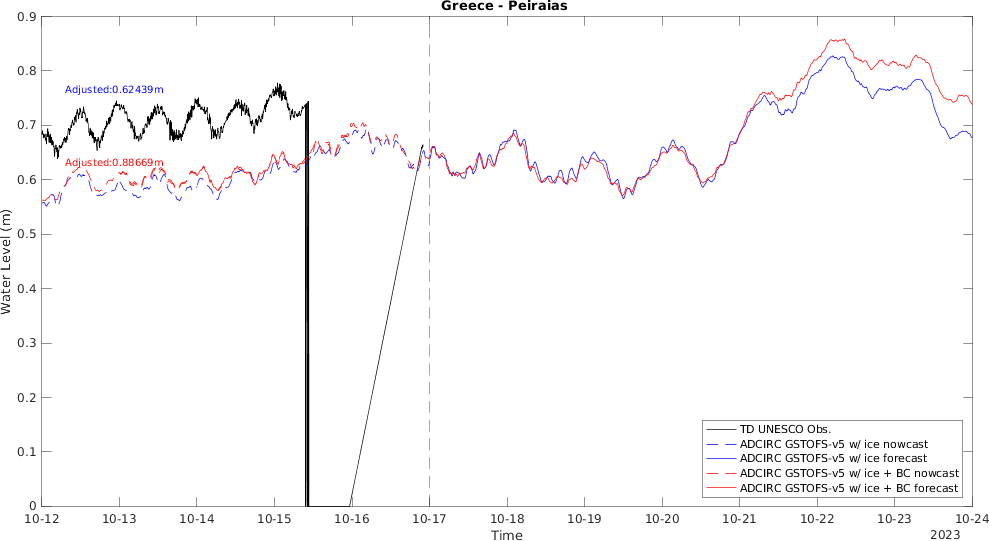 Greece - Peiraias
0.9
0.8
0.7
0.6
0.5
0.4
0.3
0.2
0.1
0
Water Level (m)
Adjusted:0.62439m
Adjusted:0.88669m
TD UNESCO Obs.
ADCIRC GSTOFS-v5 w/ ice nowcast
ADCIRC GSTOFS-v5 w/ ice forecast
ADCIRC GSTOFS-v5 w/ ice + BC nowcast
ADCIRC GSTOFS-v5 w/ ice + BC forecast
10-12 10-13 10-14 10-15 10-16 10-17 10-18 10-19 10-20 10-21 10-22 10-23 10-24
Time
2023